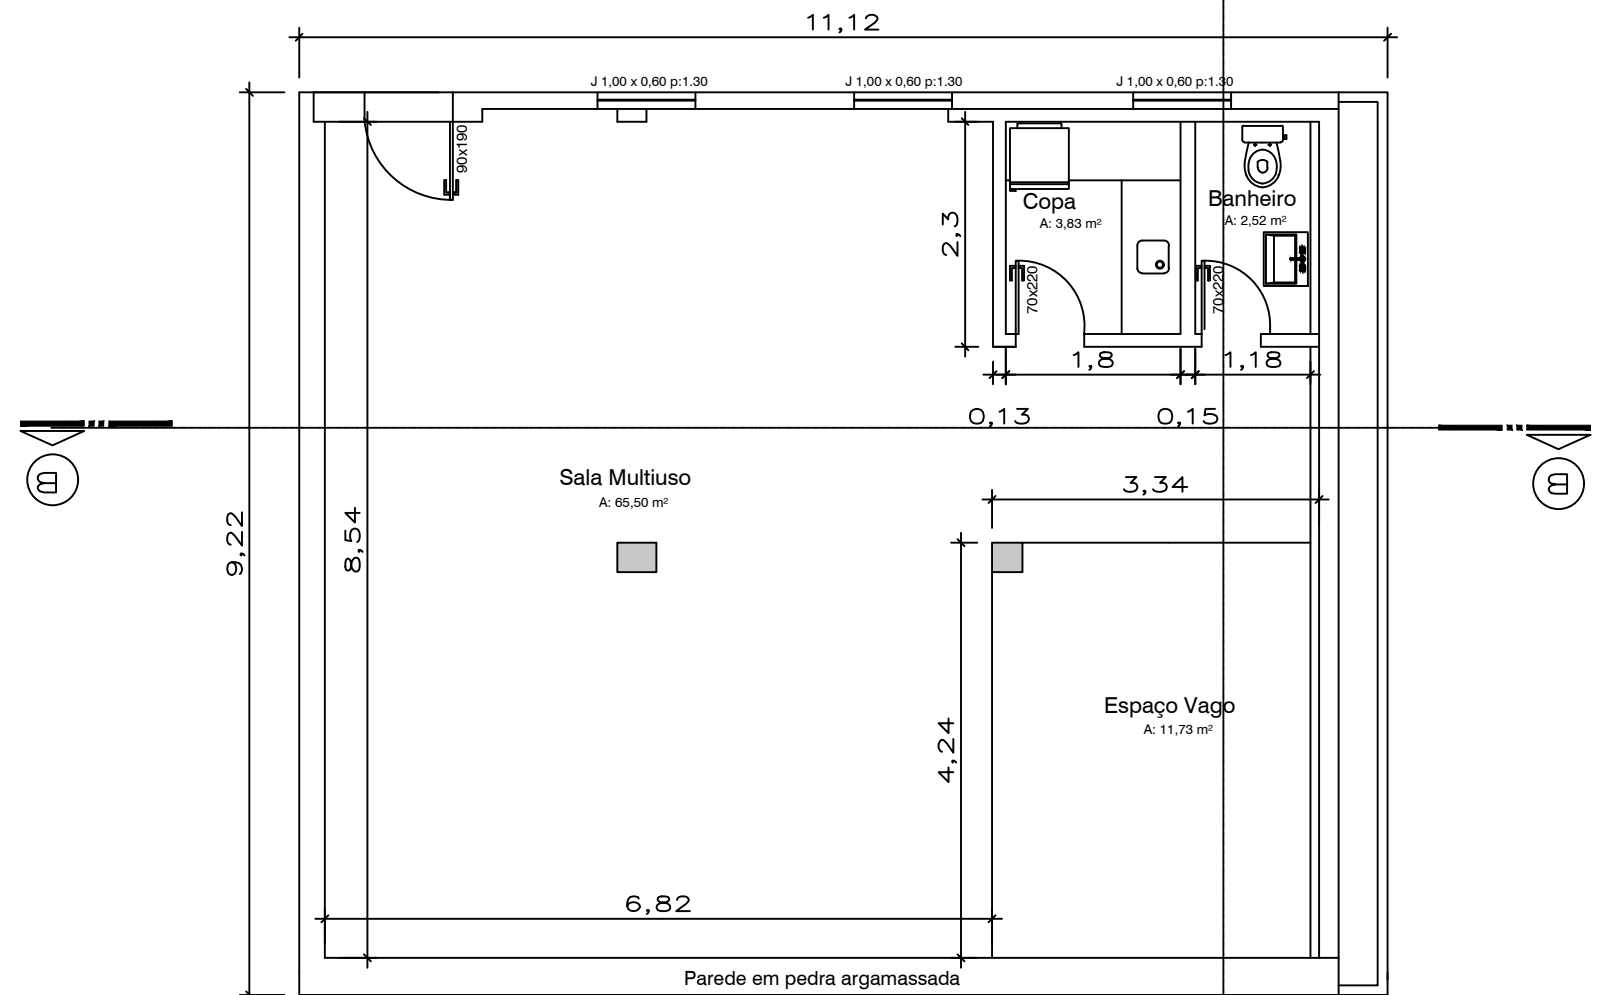 11,12
J 1,00 x 0,60 p:1.30
J 1,00 x 0,60 p:1.30
J 1,00 x 0,60 p:1.30
90x190
Copa
A: 3,83 m²
Banheiro
A: 2,52 m²
2,3
70x220
70x220
1,8
1,18
0,13
0,15
B
B
Sala Multiuso
A: 65,50 m²
3,34
9,22
8,54
Espaço Vago
A: 11,73 m²
4,24
6,82
Parede em pedra argamassada